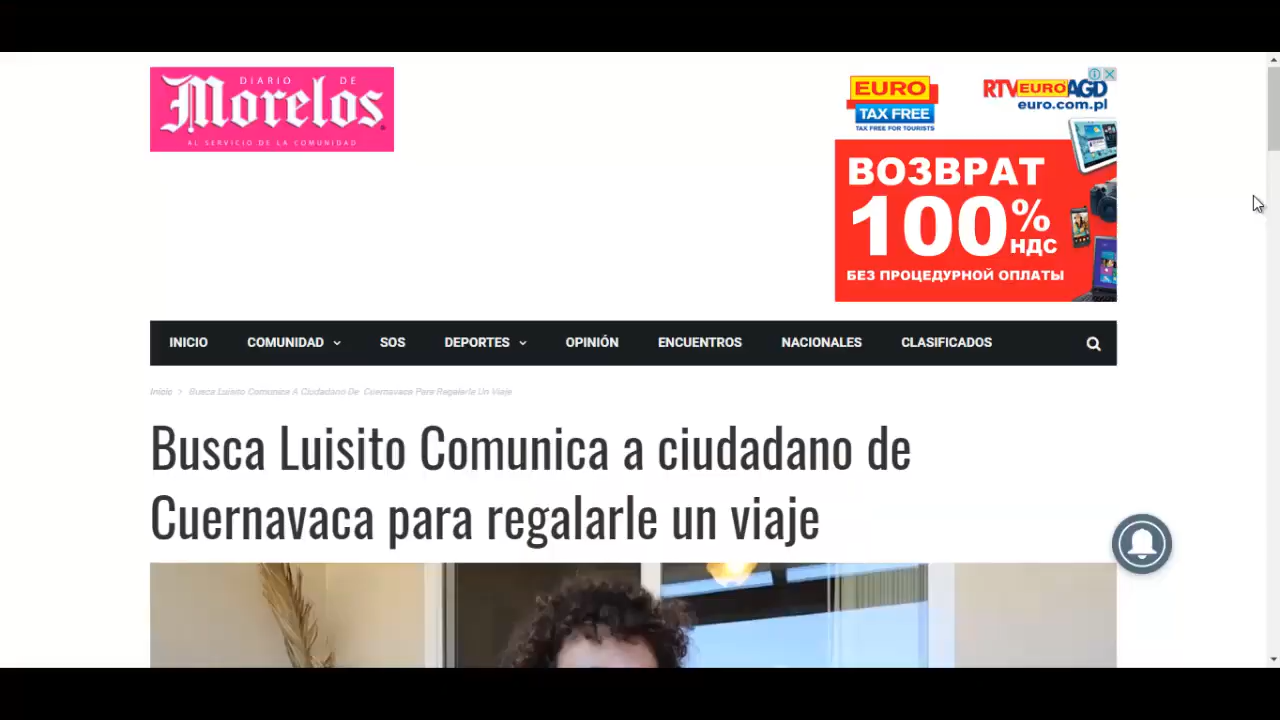 DIARIO DE
Morelos
AL SERVICIO DE LA COMUNIDAD
EURO
TAX FREE
TAX FREE FOR TOURISTS
RTV EURO AGD
euro.com.pl
ВОЗВРАТ
100%
НДС
БЕЗ ПРОЦЕДУРНОЙ ОПЛАТЫ
INICIO COMUNIDAD SOS DEPORTES OPINIÓN ENCUENTROS NACIONALES CLASIFICADOS
Inicio > Busca Luisito Comunica A Ciudadano De Cuernavaca Para Regalarle Un Viaje
Busca Luisito Comunica a ciudadano de
Cuernavaca para regalarle un viaje